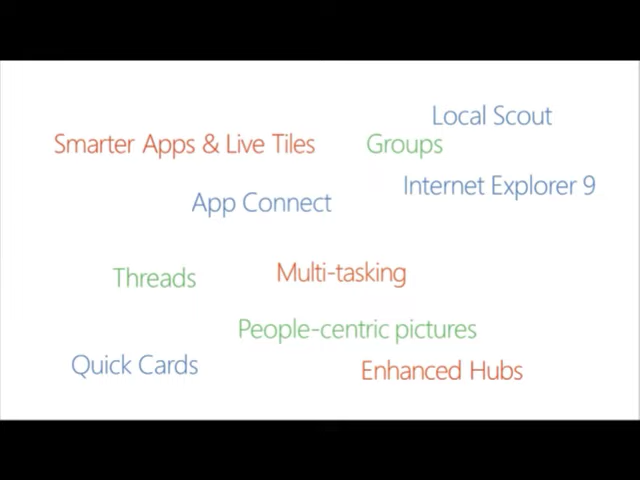 Local Scout
Smarter Apps & Live Tiles
Groups
Internet Explorer 9
App Connect
Threads
Multi-tasking
People-centric pictures
Quick Cards
Enhanced Hubs